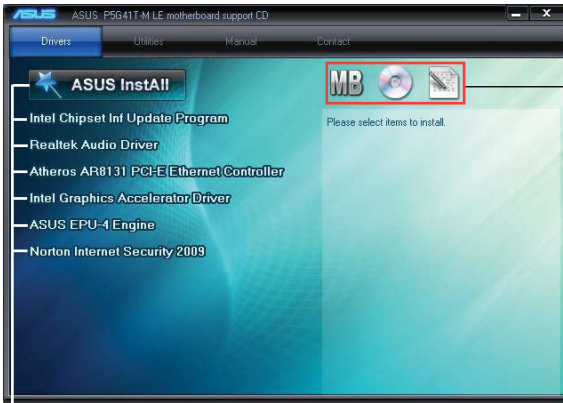 ASUS ASUS P5G41T-M LE motherboard support CD
Drivers Utilities Manual Contact
ASUS InstAll
MB
Please select items to install.
Intel Chipset Inf Update Program
Realtek Audio Driver
Atheros AR8131 PCI-E Ethernet Controller
Intel Graphics Accelerator Driver
ASUS EPU-4 Engine
Norton Internet Security 2009